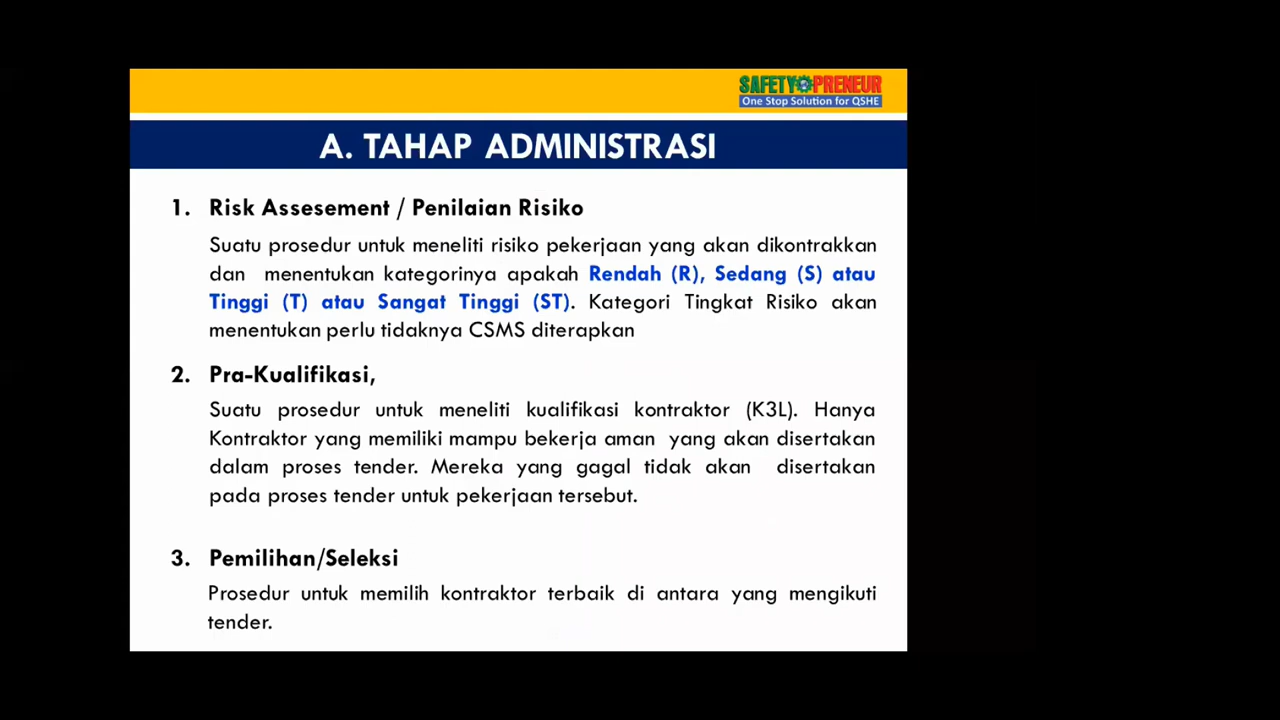 SAFETYPRENEUR
One Stop Solution for QSHE
A. TAHAP ADMINISTRASI
1. Risk Assesement / Penilaian Risiko
Suatu prosedur untuk meneliti risiko pekerjaan yang akan dikontrakkan
dan menentukan kategorinya apakah Rendah (R), Sedang (S) atau
Tinggi (T) atau Sangat Tinggi (ST). Kategori Tingkat Risiko akan
menentukan perlu tidaknya CSMS diterapkan
2. Pra-Kualifikasi,
Suatu prosedur untuk meneliti kualifikasi kontraktor (K3L). Hanya
Kontraktor yang memiliki mampu bekerja aman yang akan disertakan
dalam proses tender. Mereka yang gagal tidak akan disertakan
pada proses tender untuk pekerjaan tersebut.
3. Pemilihan/Seleksi
Prosedur untuk memilih kontraktor terbaik di antara yang mengikuti
tender.